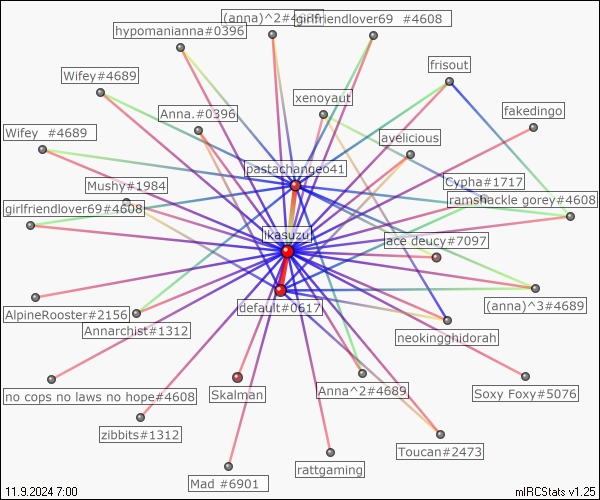 (anna)^2#4689
girlfriendlover69 #4608
hypomanianna#0396
frisout
Wifey#4689
xenoyaut
fakedingo
Anna.#0396
Wifey #4689
avelicious
pastachangeo41
Mushy#1984
Cypha#1717
ramshackle gorey#4608
girlfriendlover69#4608
ikasuzu
ace deucy#7097
default#0617
(anna)^3#4689
AlpineRooster#2156
Annarchist#1312
neokingghidorah
no cops no laws no hope#4608
Skalman
Anna^2#4689
Soxy Foxy#5076
zibbits#1312
Toucan#2473
Mad #6901
rattgaming
11.9.2024 7:00
mIRCStats v1.25